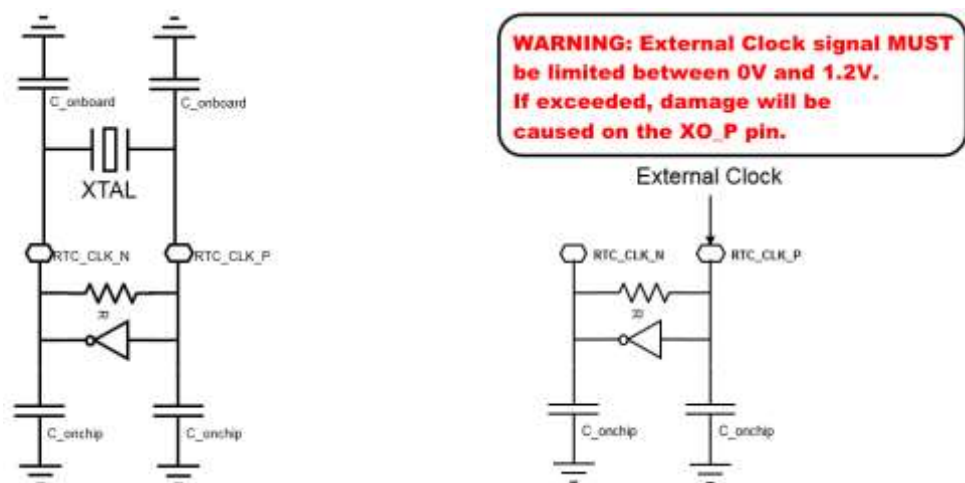 C_onboard
C_onboard
XTAL
RTC_CLK_N
RTC_CLK_P
R
C_onchip
C_onchip
WARNING: External Clock signal MUST
be limited between 0V and 1.2V.
If exceeded, damage will be
caused on the XO_P pin.
External Clock
RTC_CLK_N
RTC_CLK_P
R
C_onchip
C_onchip